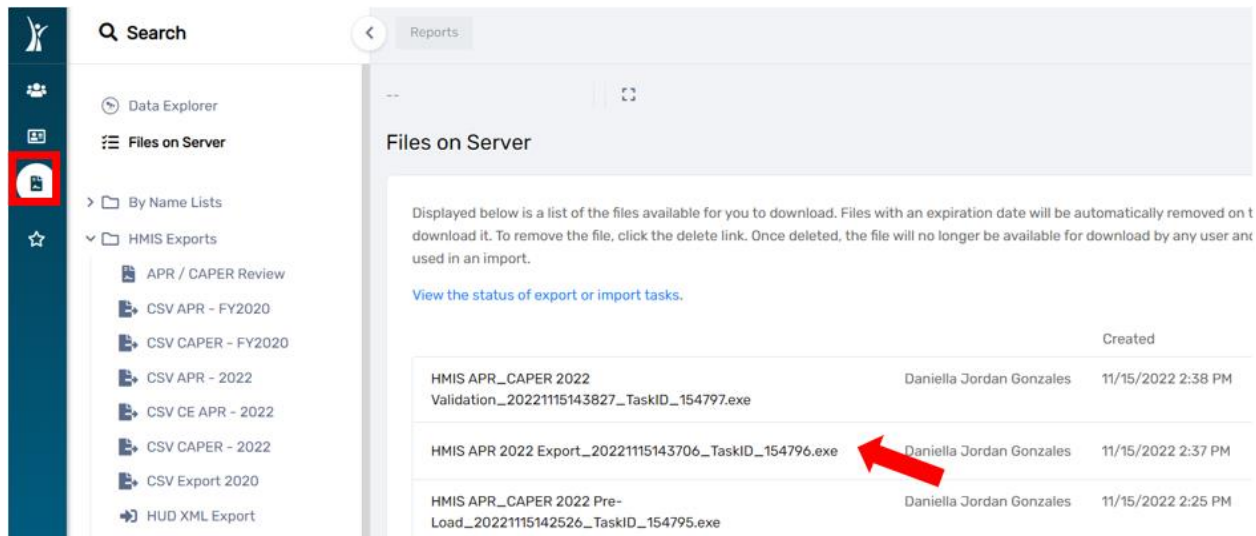 Search
Reports
Data Explorer
--
Files on Server
Files on Server
By Name Lists
HMIS Exports
APR / CAPER Review
CSV APR - FY2020
CSV CAPER - FY2020
CSV APR - 2022
CSV CE APR - 2022
CSV CAPER - 2022
CSV Export 2020
HUD XML Export
Displayed below is a list of the files available for you to download. Files with an expiration date will be automatically removed on
download it. To remove the file, click the delete link. Once deleted, the file will no longer be available for download by any user and
used in an import.
View the status of export or import tasks.
Created
HMIS APR_CAPER 2022
Validation_20221115143827_TaskID_154797.exe
Daniella Jordan Gonzales
11/15/2022 2:38 PM
HMIS APR 2022 Export_20221115143706_TaskID_154796.exe
Daniella Jordan Gonzales
11/15/2022 2:37 PM
HMIS APR_CAPER 2022 Pre-
Load_20221115142526_TaskID_154795.exe
Daniella Jordan Gonzales
11/15/2022 2:25 PM